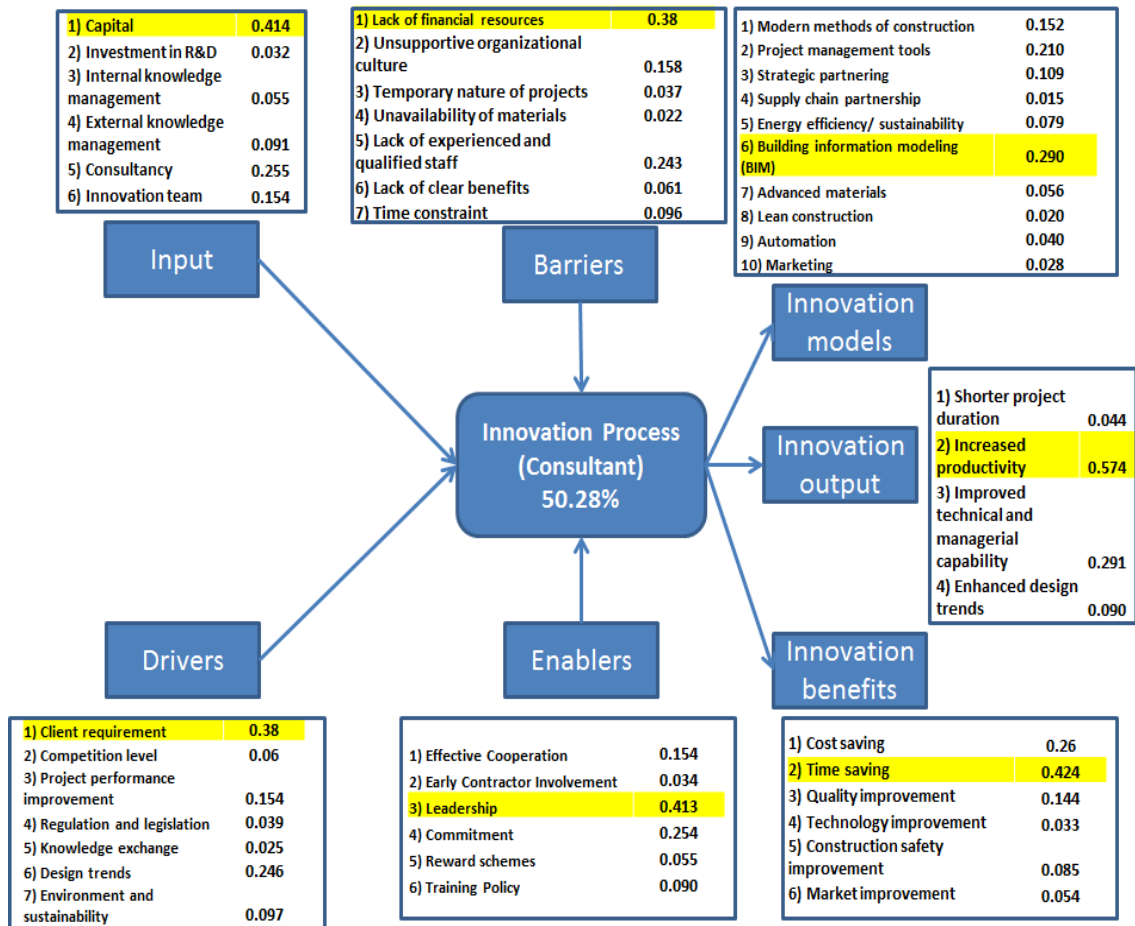 1) Capital 0.414
2) Investment in R&D 0.032
3) Internal knowledge
management 0.055
4) External knowledge
management 0.091
5) Consultancy 0.255
6) Innovation team 0.154
1) Lack of financial resources 0.38
2) Unsupportive organizational
culture 0.158
3) Temporary nature of projects 0.037
4) Unavailability of materials 0.022
5) Lack of experienced and
qualified staff 0.243
6) Lack of clear benefits 0.061
7) Time constraint 0.096
1) Modern methods of construction 0.152
2) Project management tools 0.210
3) Strategic partnering 0.109
4) Supply chain partnership 0.015
5) Energy efficiency/ sustainability 0.079
6) Building information modeling
(BIM) 0.290
7) Advanced materials 0.056
8) Lean construction 0.020
9) Automation 0.040
10) Marketing 0.028
Input
Barriers
Innovation
models
Innovation Process
(Consultant)
50.28%
Innovation
output
1) Shorter project
duration 0.044
2) Increased
productivity 0.574
3) Improved
technical and
managerial
capability 0.291
4) Enhanced design
trends 0.090
Drivers
Enablers
Innovation
benefits
1) Client requirement 0.38
2) Competition level 0.06
3) Project performance
improvement 0.154
4) Regulation and legislation 0.039
5) Knowledge exchange 0.025
6) Design trends 0.246
7) Environment and
sustainability 0.097
1) Effective Cooperation 0.154
2) Early Contractor Involvement 0.034
3) Leadership 0.413
4) Commitment 0.254
5) Reward schemes 0.055
6) Training Policy 0.090
1) Cost saving 0.26
2) Time saving 0.424
3) Quality improvement 0.144
4) Technology improvement 0.033
5) Construction safety
improvement 0.085
6) Market improvement 0.054